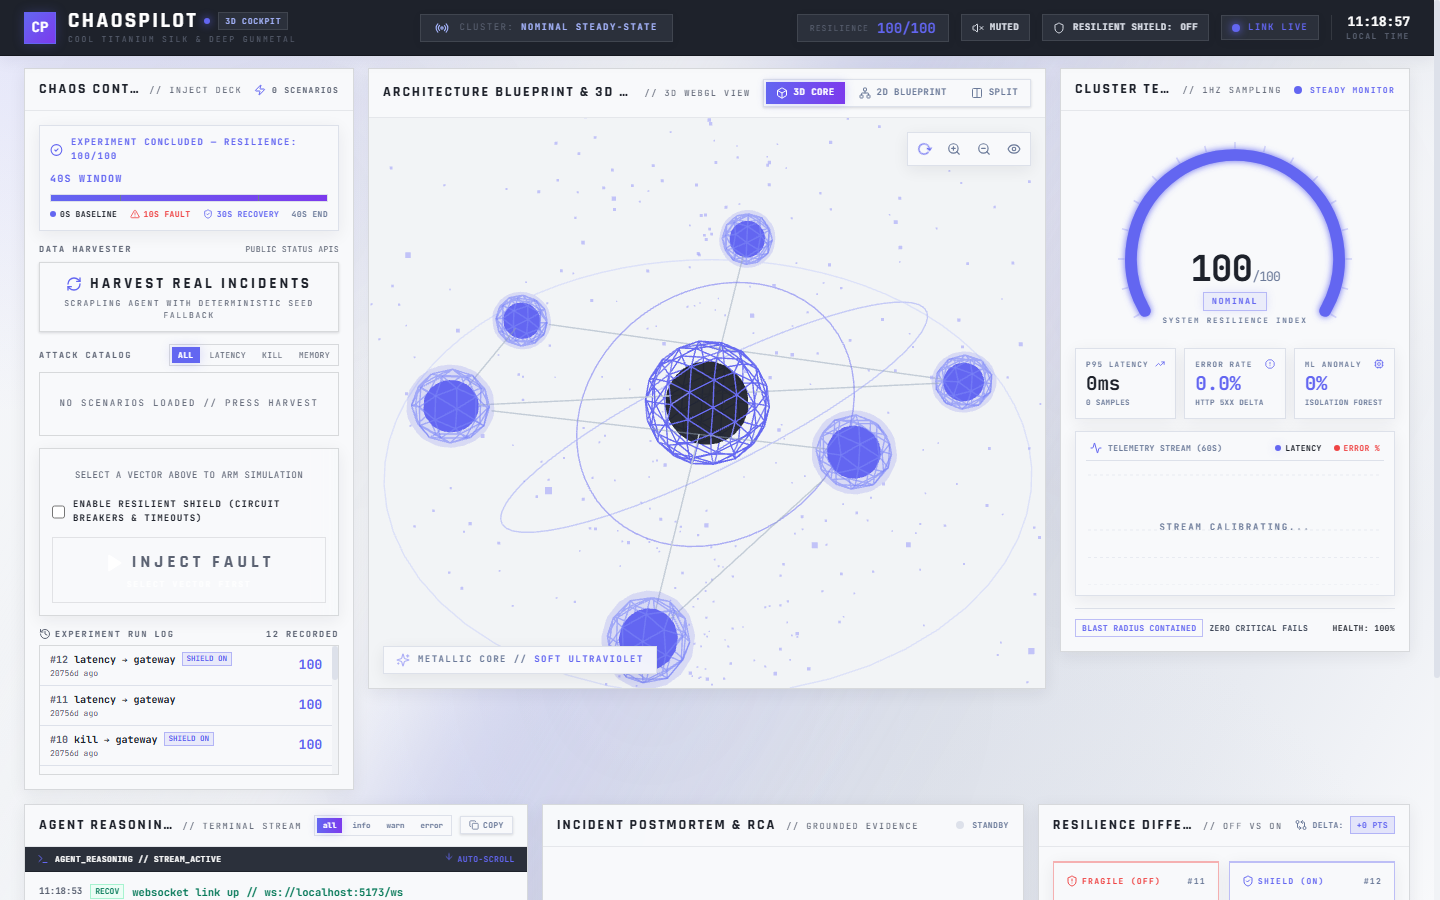 CP CHAOSPILOT 3D COCKPIT
COOL TITANIUM SILK & DEEP GUNMETAL
CLUSTER: NOMINAL STEADY-STATE
RESILIENCE 100/100
MUTED
RESILIENT SHIELD: OFF
LINK LIVE
11:18:57
LOCAL TIME
CHAOS CONT... // INJECT DECK 0 SCENARIOS
EXPERIMENT CONCLUDED — RESILIENCE:
100/100
40S WINDOW
0S BASELINE 10S FAULT 30S RECOVERY 40S END
DATA HARVESTER PUBLIC STATUS APIS
HARVEST REAL INCIDENTS
SCRAPLING AGENT WITH DETERMINISTIC SEED
FALLBACK
ATTACK CATALOG ALL LATENCY KILL MEMORY
NO SCENARIOS LOADED // PRESS HARVEST
SELECT A VECTOR ABOVE TO ARM SIMULATION
ENABLE RESILIENT SHIELD (CIRCUIT
BREAKERS & TIMEOUTS)
INJECT FAULT
EXPERIMENT RUN LOG 12 RECORDED
#12 latency → gateway SHIELD ON 100
20756d ago
#11 latency → gateway 100
20756d ago
#10 kill → gateway SHIELD ON 100
20756d ago
ARCHITECTURE BLUEPRINT & 3D ... // 3D WEBGL VIEW 3D CORE 2D BLUEPRINT SPLIT
METALLIC CORE // SOFT ULTRAVIOLET
CLUSTER TE... // 1HZ SAMPLING STEADY MONITOR
100/100
NOMINAL
SYSTEM RESILIENCE INDEX
P95 LATENCY
0ms
0 SAMPLES
ERROR RATE
0.0%
HTTP 5XX DELTA
ML ANOMALY
0%
ISOLATION FOREST
TELEMETRY STREAM (60S) LATENCY ERROR %
STREAM CALIBRATING...
BLAST RADIUS CONTAINED ZERO CRITICAL FAILS HEALTH: 100%
AGENT REASONIN... // TERMINAL STREAM all info warn error COPY
AGENT_REASONING // STREAM_ACTIVE AUTO-SCROLL
11:18:53 RECOV websocket link up // ws://localhost:5173/ws
INCIDENT POSTMORTEM & RCA // GROUNDED EVIDENCE STANDBY
RESILIENCE DIFFE... // OFF VS ON DELTA: +0 PTS
FRAGILE (OFF) #11
SHIELD (ON) #12